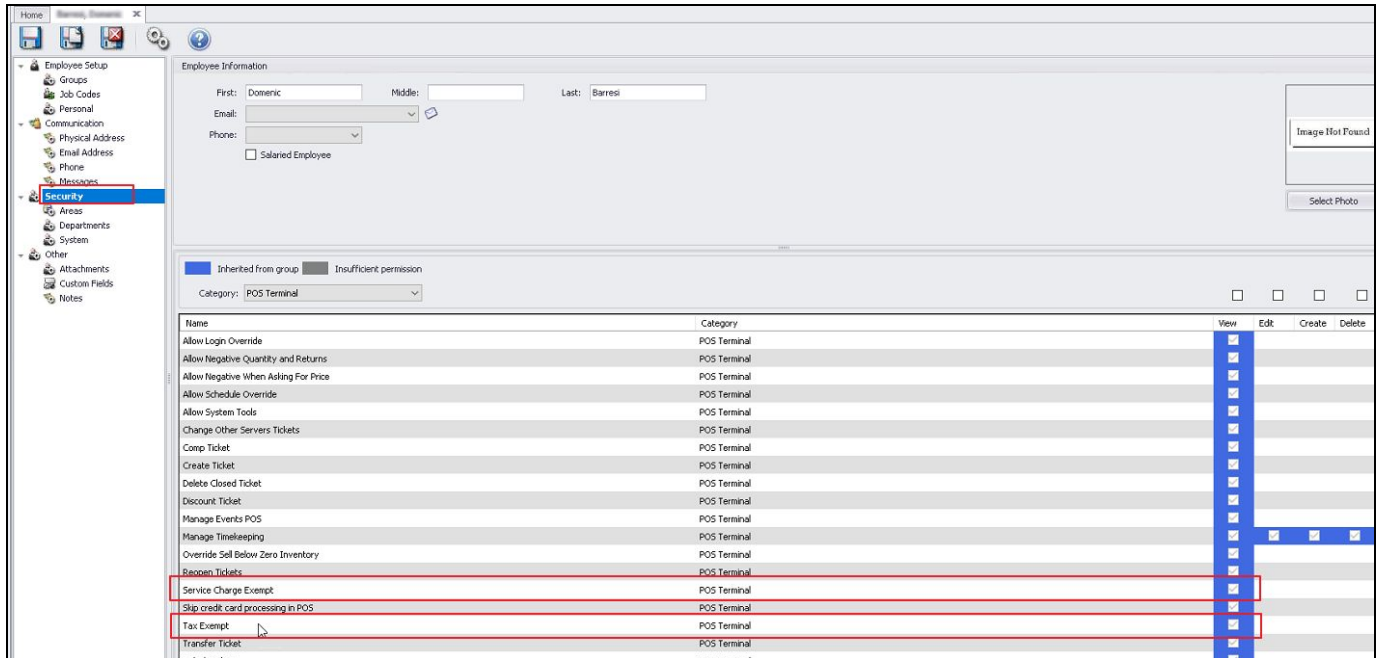 Home
Employee Setup
Groups
Job Codes
Personal
Communication
Physical Address
Email Address
Phone
Messages
Security
Areas
Departments
System
Other
Attachments
Custom Fields
Notes
Employee Information
First: Domenic Middle: Last: Barresi
Email:
Phone:
Salaried Employee
Image Not Found
Select Photo
Inherited from group Insufficient permission
Category: POS Terminal
Name Category View Edit Create Delete
Allow Login Override POS Terminal
Allow Negative Quantity and Returns POS Terminal
Allow Negative When Asking For Price POS Terminal
Allow Schedule Override POS Terminal
Allow System Tools POS Terminal
Change Other Servers Tickets POS Terminal
Comp Ticket POS Terminal
Create Ticket POS Terminal
Delete Closed Ticket POS Terminal
Discount Ticket POS Terminal
Manage Events POS POS Terminal
Manage Timekeeping POS Terminal
Override Sell Below Zero Inventory POS Terminal
Reopen Tickets POS Terminal
Service Charge Exempt POS Terminal
Skip credit card processing in POS POS Terminal
Tax Exempt POS Terminal
Transfer Ticket POS Terminal